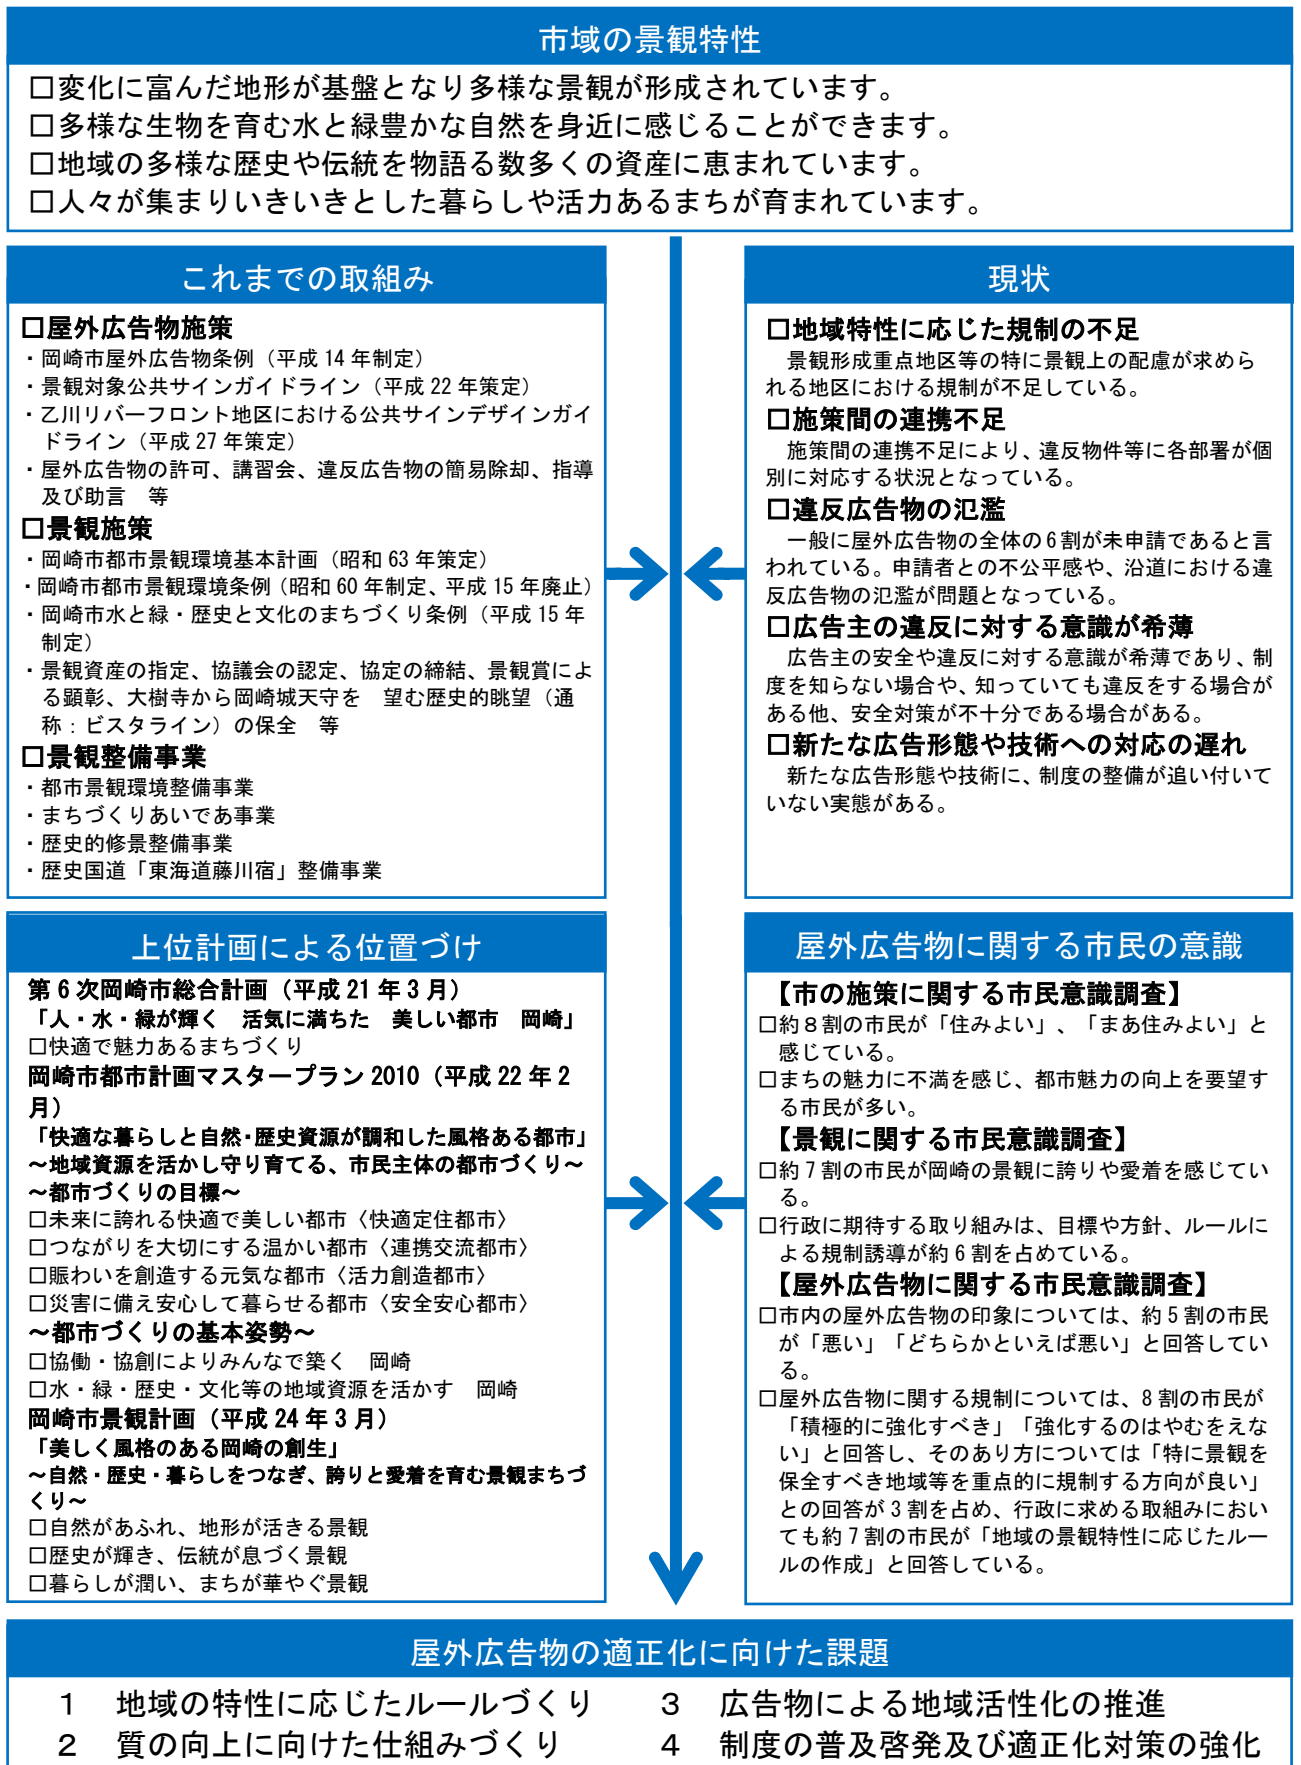 市域の景観特性
□変化に富んだ地形が基盤となり多様な景観が形成されています。
□多様な生物を育む水と緑豊かな自然を身近に感じることができます。
□地域の多様な歴史や伝統を物語る数多くの資産に恵まれています。
□人々が集まりいきいきとした暮らしや活力あるまちが育まれています。
これまでの取組み
□屋外広告物施策
・岡崎市屋外広告物条例（平成 14 年制定）
・景観対象公共サインガイドライン（平成 22 年策定）
・乙川リバーフロント地区における公共サインデザインガイ
ドライン（平成 27 年策定）
・屋外広告物の許可、講習会、違反広告物の簡易除却、指導
及び助言　等
□景観施策
・岡崎市都市景観環境基本計画（昭和 63 年策定）
・岡崎市都市景観環境条例（昭和 60 年制定、平成 15 年廃止）
・岡崎市水と緑・歴史と文化のまちづくり条例（平成 15 年
制定）
・景観資産の指定、協議会の認定、協定の締結、景観賞によ
る顕彰、大樹寺から岡崎城天守を　望む歴史的眺望（通
称：ビスタライン）の保全　等
□景観整備事業
・都市景観環境整備事業
・まちづくりあいであ事業
・歴史的修景整備事業
・歴史国道「東海道藤川宿」整備事業
現状
□地域特性に応じた規制の不足
景観形成重点地区等の特に景観上の配慮が求めら
れる地区における規制が不足している。
□施策間の連携不足
施策間の連携不足により、違反物件等に各部署が個
別に対応する状況となっている。
□違反広告物の氾濫
一般に屋外広告物の全体の６割が未申請であると言
われている。申請者との不公平感や、沿道における違
反広告物の氾濫が問題となっている。
□広告主の違反に対する意識が希薄
広告主の安全や違反に対する意識が希薄であり、制
度を知らない場合や、知っていても違反をする場合が
ある他、安全対策が不十分である場合がある。
□新たな広告形態や技術への対応の遅れ
新たな広告形態や技術に、制度の整備が追い付いて
いない実態がある。
上位計画による位置づけ
第 6 次岡崎市総合計画（平成 21 年 3 月）
「人・水・緑が輝く　活気に満ちた　美しい都市　岡崎」
□快適で魅力あるまちづくり
岡崎市都市計画マスタープラン 2010（平成 22 年 2
月）
「快適な暮らしと自然・歴史資源が調和した風格ある都市」
～地域資源を活かし守り育てる、市民主体の都市づくり～
～都市づくりの目標～
□未来に誇れる快適で美しい都市〈快適定住都市〉
□つながりを大切にする温かい都市〈連携交流都市〉
□賑わいを創造する元気な都市〈活力創造都市〉
□災害に備え安心して暮らせる都市〈安全安心都市〉
～都市づくりの基本姿勢～
□協働・協創によりみんなで築く　岡崎
□水・緑・歴史・文化等の地域資源を活かす　岡崎
岡崎市景観計画（平成 24 年 3 月）
「美しく風格のある岡崎の創生」
～自然・歴史・暮らしをつなぎ、誇りと愛着を育む景観まちづ
くり～
□自然があふれ、地形が活きる景観
□歴史が輝き、伝統が息づく景観
□暮らしが潤い、まちが華やぐ景観
屋外広告物に関する市民の意識
【市の施策に関する市民意識調査】
□約８割の市民が「住みよい」、「まあ住みよい」と
感じている。
□まちの魅力に不満を感じ、都市魅力の向上を要望す
る市民が多い。
【景観に関する市民意識調査】
□約７割の市民が岡崎の景観に誇りや愛着を感じてい
る。
□行政に期待する取り組みは、目標や方針、ルールに
よる規制誘導が約６割を占めている。
【屋外広告物に関する市民意識調査】
□市内の屋外広告物の印象については、約５割の市民
が「悪い」「どちらかといえば悪い」と回答してい
る。
□屋外広告物に関する規制については、8 割の市民が
「積極的に強化すべき」「強化するのはやむをえな
い」と回答し、そのあり方については「特に景観を
保全すべき地域等を重点的に規制する方向が良い」
との回答が３割を占め、行政に求める取組みにおい
ても約７割の市民が「地域の景観特性に応じたルー
ルの作成」と回答している。
屋外広告物の適正化に向けた課題
１　地域の特性に応じたルールづくり
２　質の向上に向けた仕組みづくり
３　広告物による地域活性化の推進
４　制度の普及啓発及び適正化対策の強化